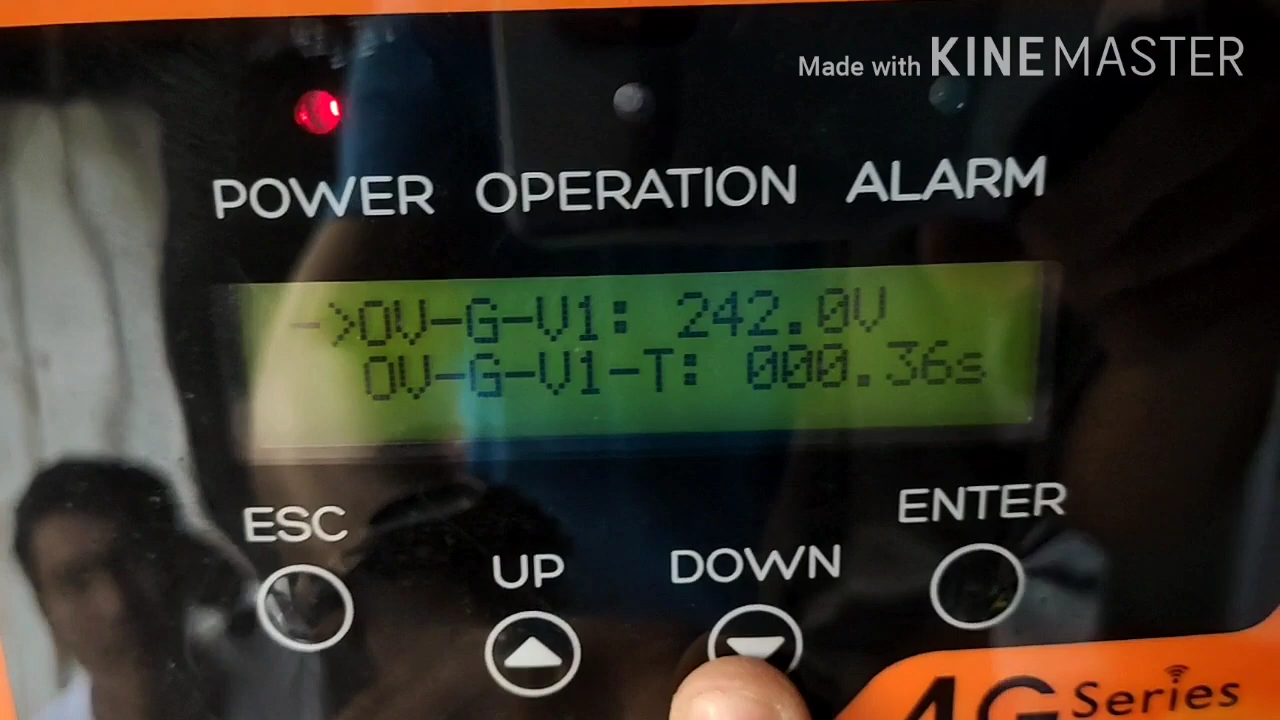 Made with KINEMASTER
POWER OPERATION ALARM
->OV-G-V1: 242.0V
OV-G-V1-T: 000.36s
ESC
UP
DOWN
ENTER
4G Series